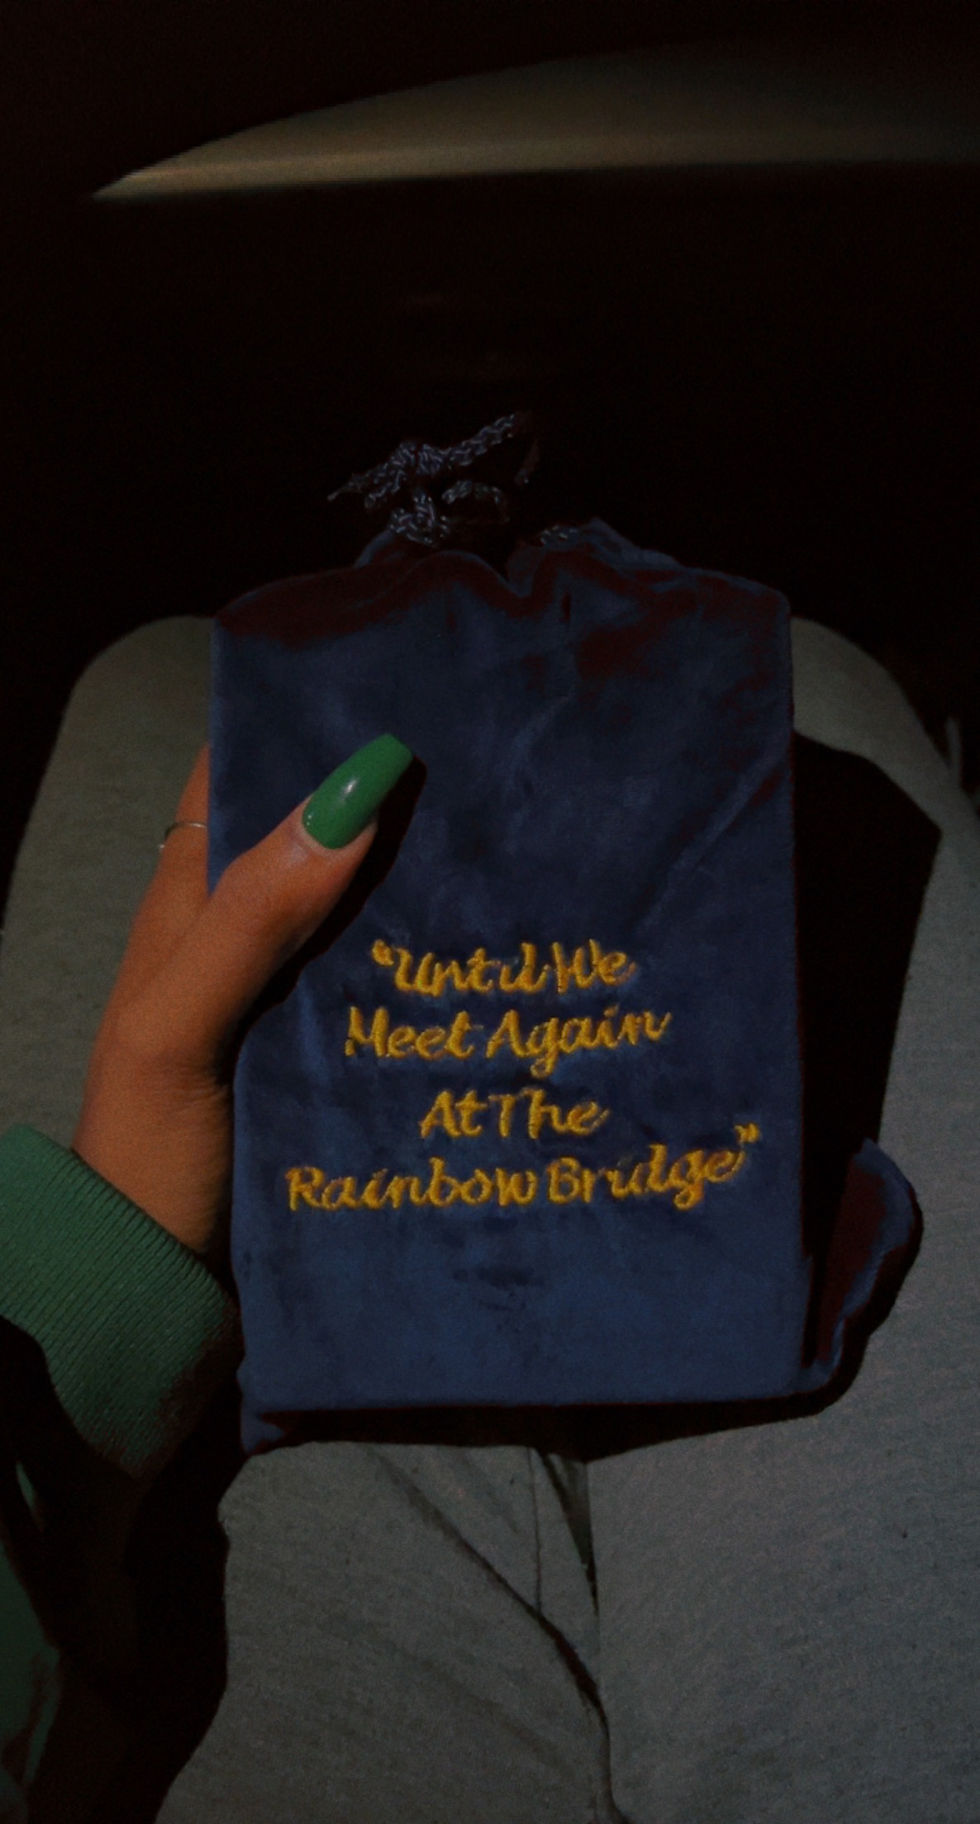 “Until We
Meet Again
At The
Rainbow Bridge”